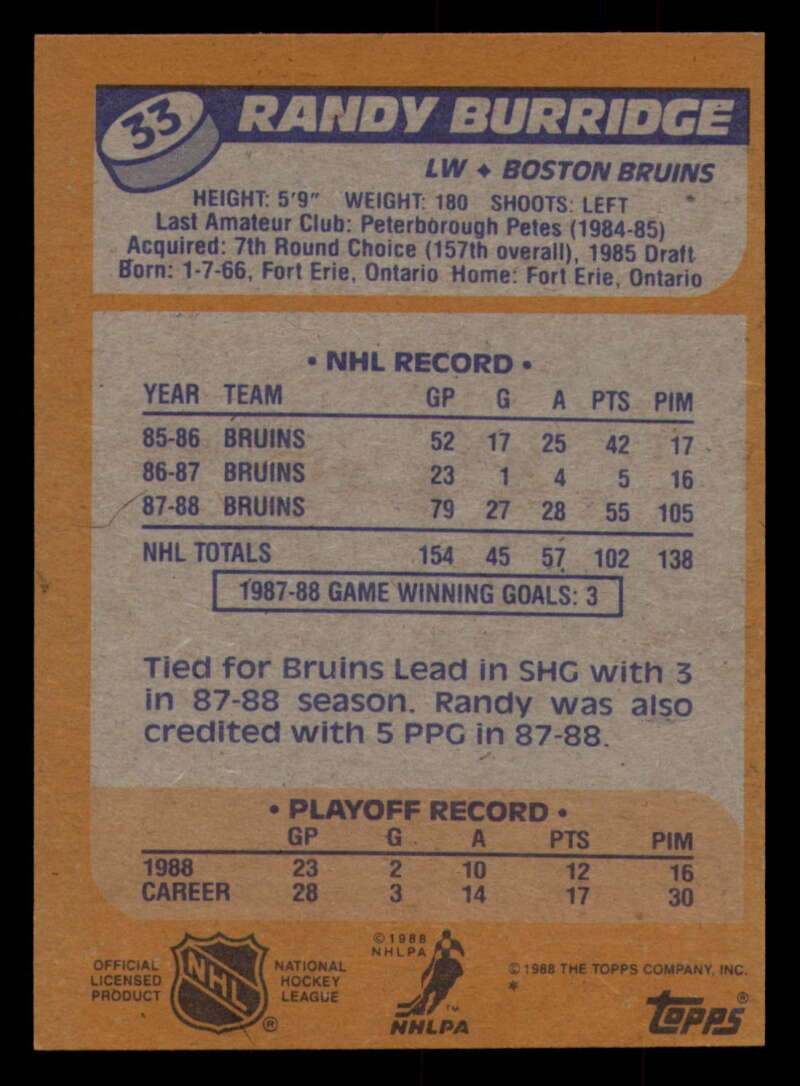 33
RANDY BURRIDGE
LW ♦ BOSTON BRUINS
HEIGHT: 5'9" WEIGHT: 180 SHOOTS: LEFT
Last Amateur Club: Peterborough Petes (1984-85)
Acquired: 7th Round Choice (157th overall), 1985 Draft
Born: 1-7-66, Fort Erie, Ontario Home: Fort Erie, Ontario
• NHL RECORD •
YEAR TEAM GP G A PTS PIM
85-86 BRUINS 52 17 25 42 17
86-87 BRUINS 23 1 4 5 16
87-88 BRUINS 79 27 28 55 105
NHL TOTALS 154 45 57 102 138
1987-88 GAME WINNING GOALS: 3
Tied for Bruins Lead in SHG with 3
in 87-88 season. Randy was also
credited with 5 PPG in 87-88.
• PLAYOFF RECORD •
GP G A PTS PIM
1988 23 2 10 12 16
CAREER 28 3 14 17 30
OFFICIAL
LICENSED
PRODUCT
NHL
®
NATIONAL
HOCKEY
LEAGUE
© 1988
NHLPA
TM
NHLPA
© 1988 THE TOPPS COMPANY, INC.
*
TOPPS®